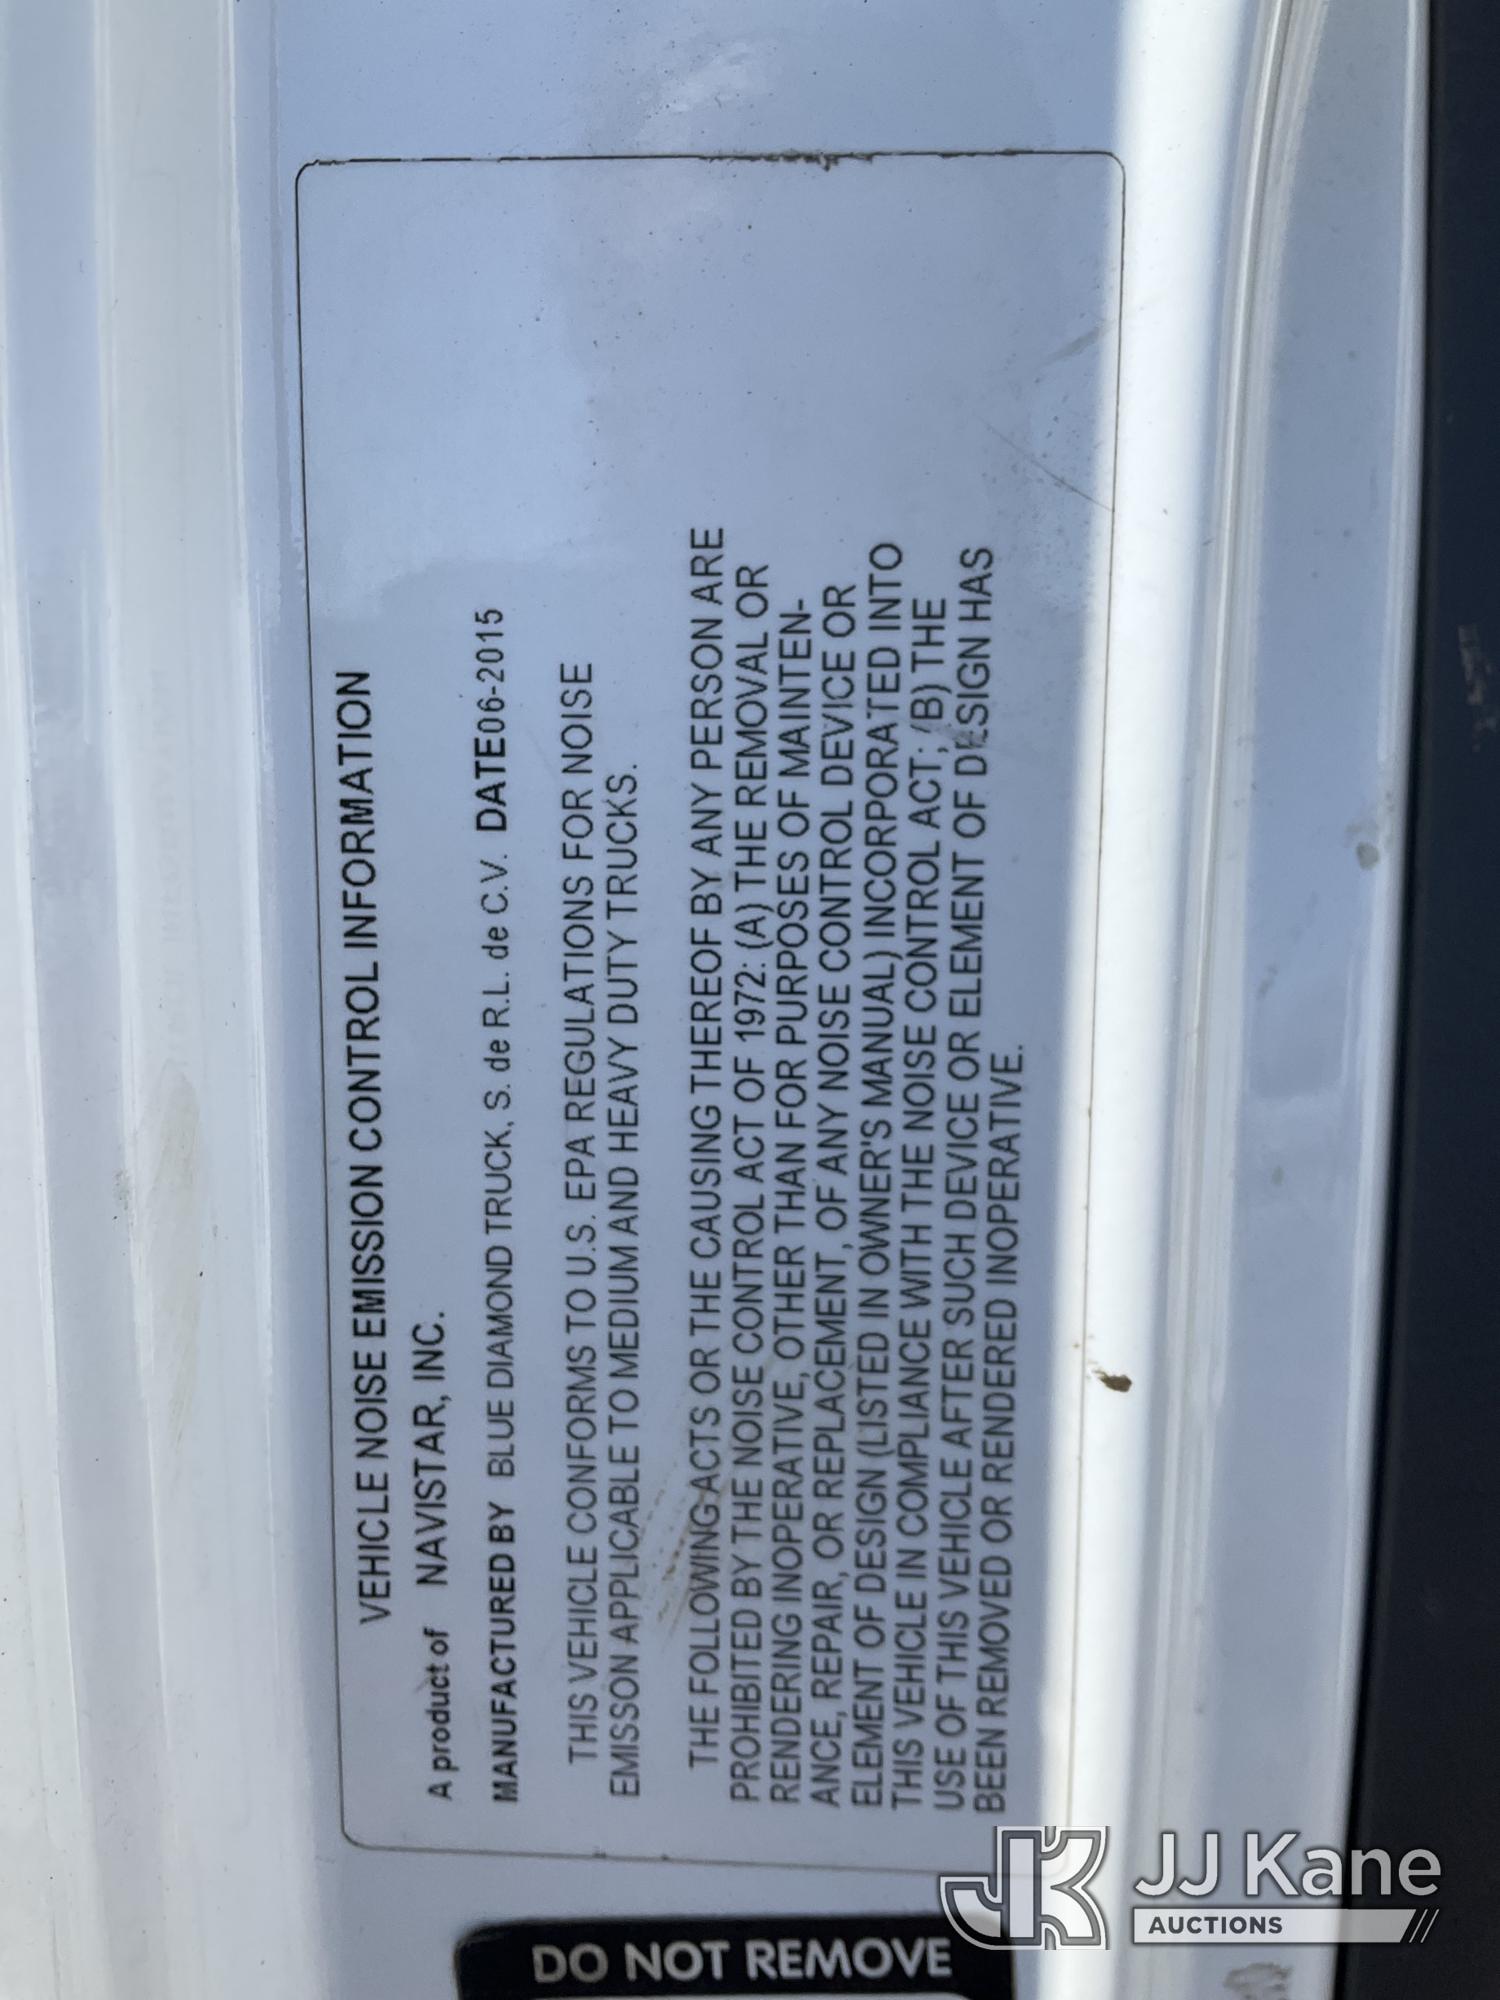 VEHICLE NOISE EMISSION CONTROL INFORMATION
A product of NAVISTAR, INC.
MANUFACTURED BY BLUE DIAMOND TRUCK, S. de R.L. de C.V. DATE06-2015
THIS VEHICLE CONFORMS TO U.S. EPA REGULATIONS FOR NOISE
EMISSON APPLICABLE TO MEDIUM AND HEAVY DUTY TRUCKS.
THE FOLLOWING ACTS OR THE CAUSING THEREOF BY ANY PERSON ARE
PROHIBITED BY THE NOISE CONTROL ACT OF 1972: (A) THE REMOVAL OR
RENDERING INOPERATIVE, OTHER THAN FOR PURPOSES OF MAINTEN-
ANCE, REPAIR, OR REPLACEMENT, OF ANY NOISE CONTROL DEVICE OR
ELEMENT OF DESIGN (LISTED IN OWNER'S MANUAL) INCORPORATED INTO
THIS VEHICLE IN COMPLIANCE WITH THE NOISE CONTROL ACT; (B) THE
USE OF THIS VEHICLE AFTER SUCH DEVICE OR ELEMENT OF DESIGN HAS
BEEN REMOVED OR RENDERED INOPERATIVE.
DO NOT REMOVE
JK JJ Kane
AUCTIONS